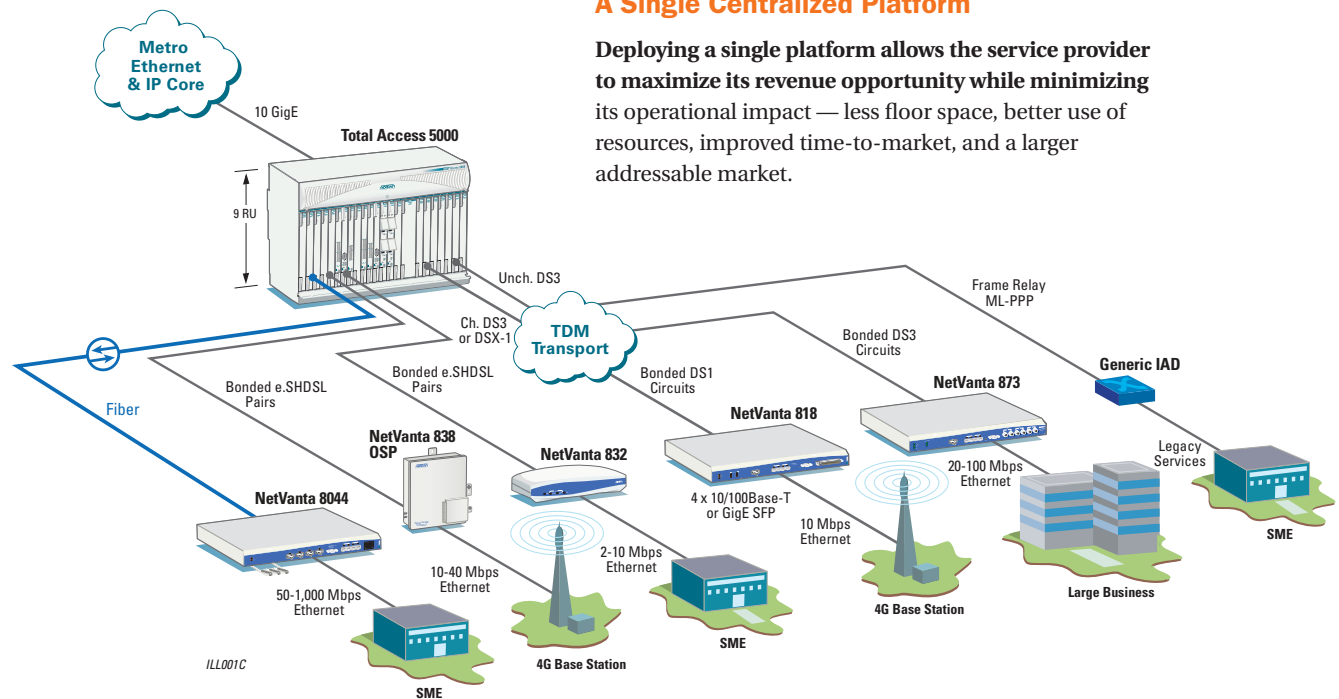 A Single Centralized Platform
Deploying a single platform allows the service provider
to maximize its revenue opportunity while minimizing
its operational impact — less floor space, better use of
resources, improved time-to-market, and a larger
addressable market.
Metro
Ethernet
& IP Core
10 GigE
Total Access 5000
9 RU
Unch. DS3
Ch. DS3
or DSX-1
TDM
Transport
Frame Relay
ML-PPP
Bonded DS3
Circuits
Generic IAD
Bonded e.SHDSL
Pairs
Bonded e.SHDSL
Pairs
Bonded DS1
Circuits
NetVanta 873
Fiber
NetVanta 818
NetVanta 838
OSP
NetVanta 832
Legacy
Services
20-100 Mbps
Ethernet
NetVanta 8044
4 x 10/100Base-T
or GigE SFP
10 Mbps
Ethernet
SME
2-10 Mbps
Ethernet
10-40 Mbps
Ethernet
50-1,000 Mbps
Ethernet
Large Business
4G Base Station
SME
4G Base Station
ILL001C
SME